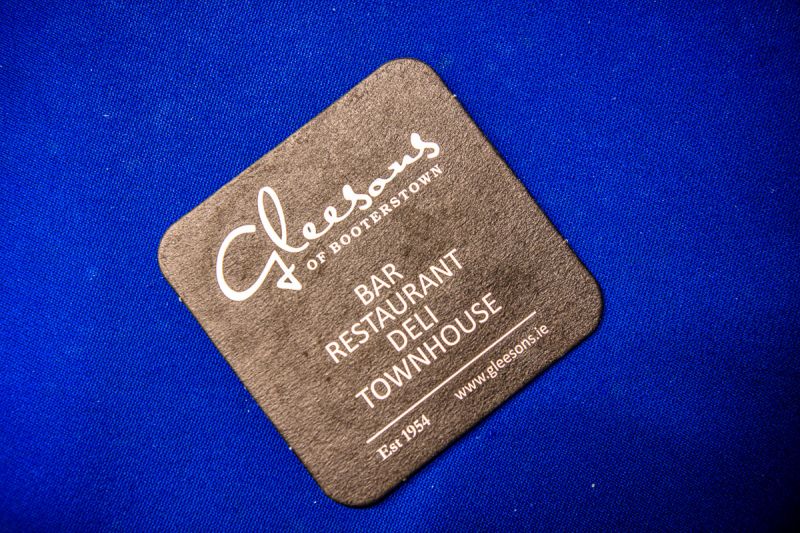 Gleesons
OF BOOTERSTOWN
BAR
RESTAURANT
DELI
TOWNHOUSE
Est 1954 www.gleesons.ie